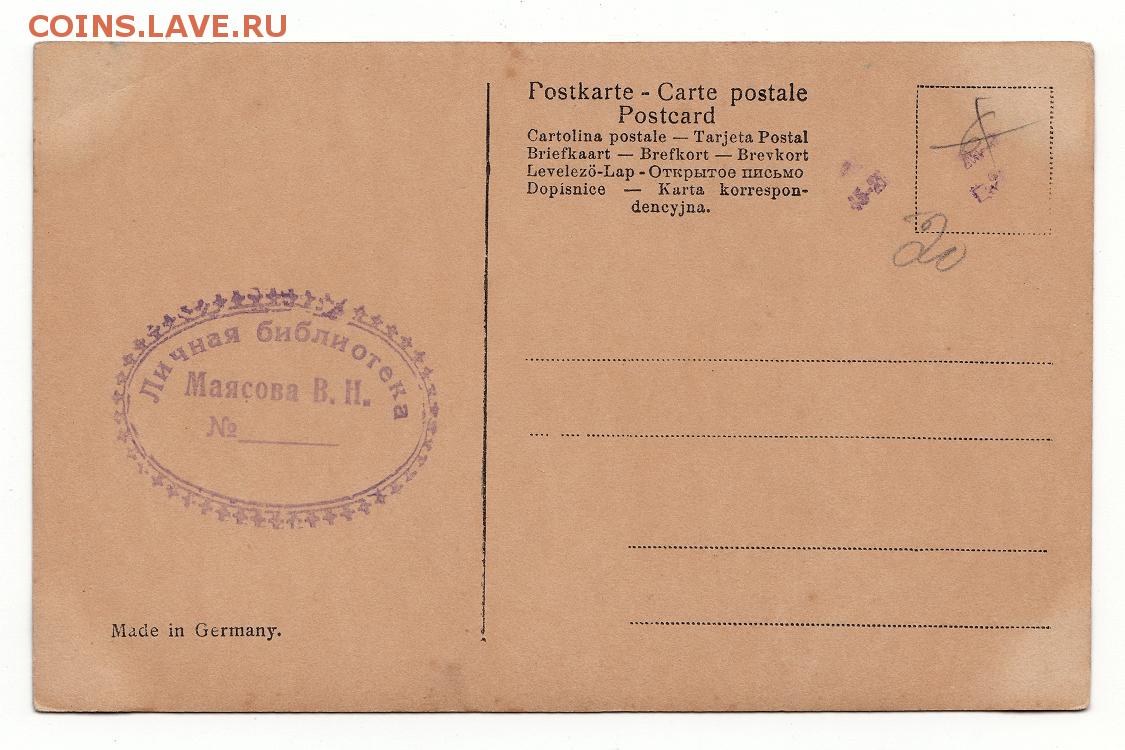 COINS.LAVE.RU
Postkarte - Carte postale
Postcard
Cartolina postale — Tarjeta Postal
Briefkaart — Brefkort — Brevkort
Levelező-Lap - Открытое письмо
Dopisnice — Karta korrespon-
dencyjna.
20
Личная библиотека
Маясова В. Н.
№
Made in Germany.